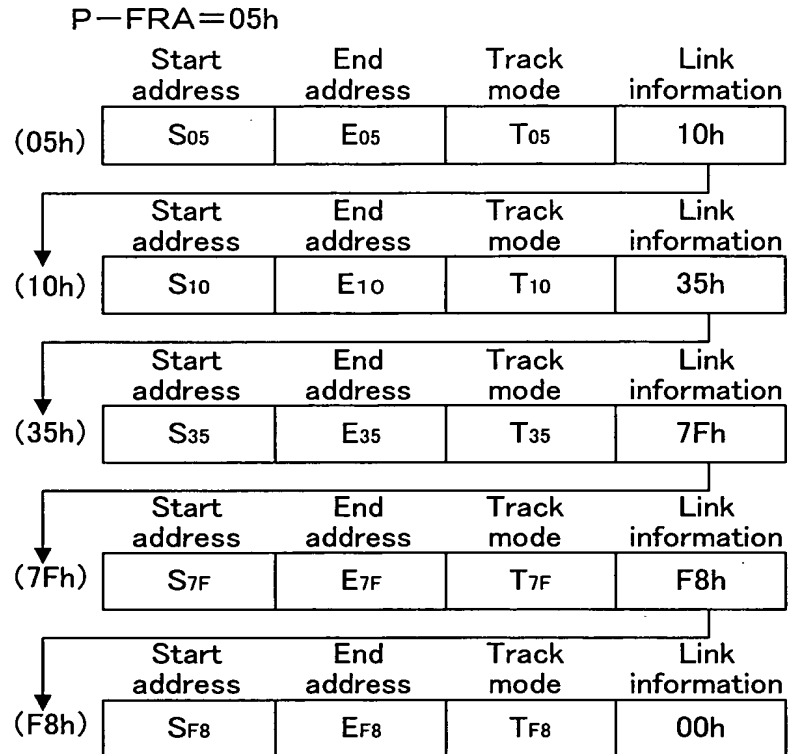 P-FRA=05h
Start address End address Track mode Link information
(05h) S05 E05 T05 10h
Start address End address Track mode Link information
(10h) S10 E10 T10 35h
Start address End address Track mode Link information
(35h) S35 E35 T35 7Fh
Start address End address Track mode Link information
(7Fh) S7F E7F T7F F8h
Start address End address Track mode Link information
(F8h) SF8 EF8 TF8 00h